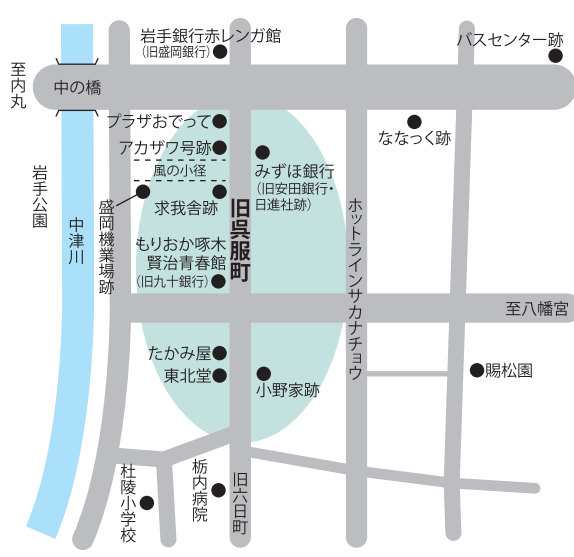 岩手銀行赤レンガ館
(旧盛岡銀行)
バスセンター跡
至内丸
中の橋
プラザおでって
ななっく跡
アカザワ号跡
風の小径
みずほ銀行
(旧安田銀行・
日進社跡)
岩手公園
中津川
盛岡機業場跡
求我舎跡
旧呉服町
ホットラインサカナチョウ
もりおか啄木
賢治青春館
(旧九十銀行)
至八幡宮
たかみ屋
東北堂
小野家跡
賜松園
杜陵小学校
栃内病院
旧六日町